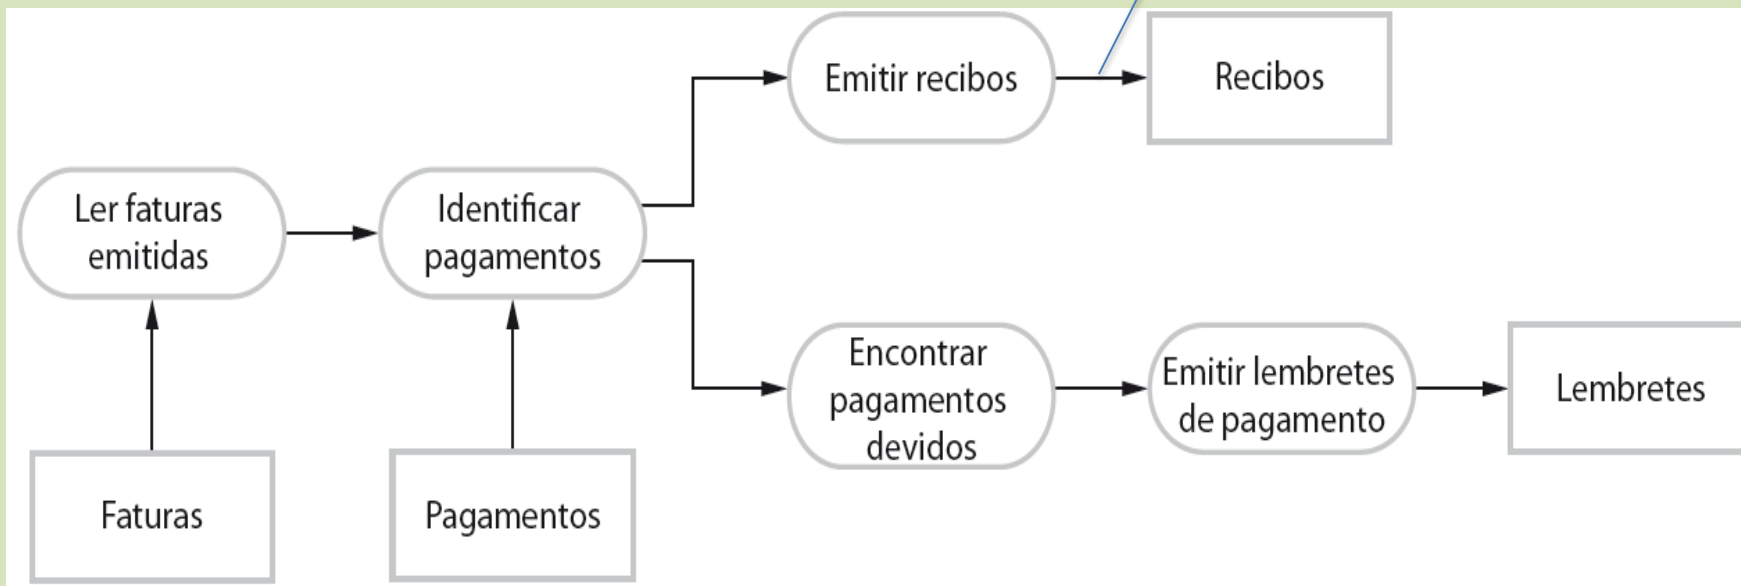 Emitir recibos
Recibos
Ler faturas
emitidas
Identificar
pagamentos
Encontrar
pagamentos
devidos
Emitir lembretes
de pagamento
Lembretes
Faturas
Pagamentos